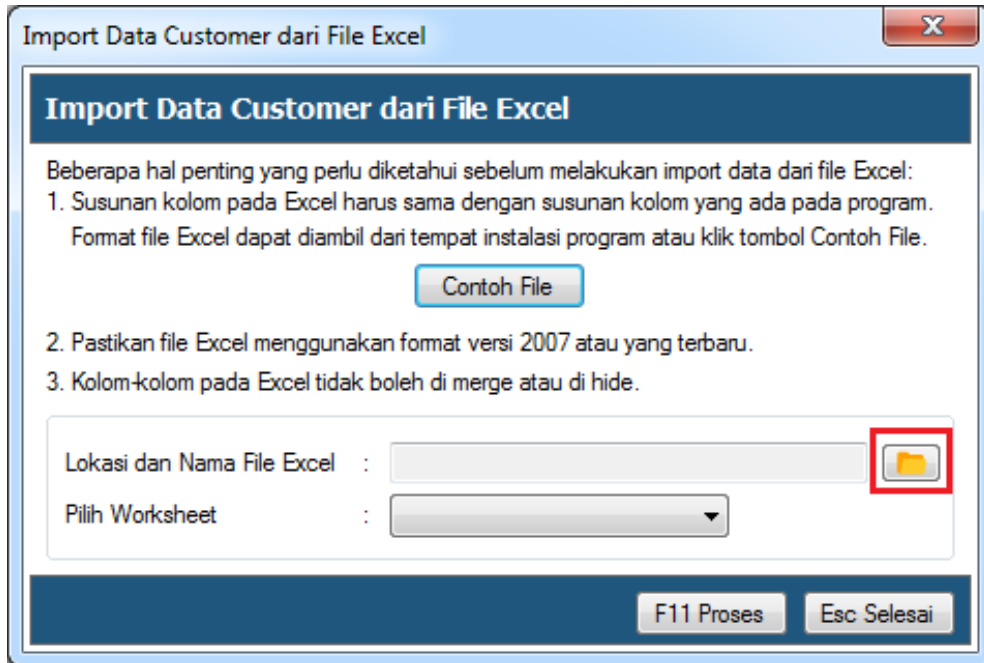 Import Data Customer dari File Excel
Import Data Customer dari File Excel
Beberapa hal penting yang perlu diketahui sebelum melakukan import data dari file Excel:
1. Susunan kolom pada Excel harus sama dengan susunan kolom yang ada pada program.
Format file Excel dapat diambil dari tempat instalasi program atau klik tombol Contoh File.
Contoh File
2. Pastikan file Excel menggunakan format versi 2007 atau yang terbaru.
3. Kolom-kolom pada Excel tidak boleh di merge atau di hide.
Lokasi dan Nama File Excel :
Pilih Worksheet :
F11 Proses Esc Selesai